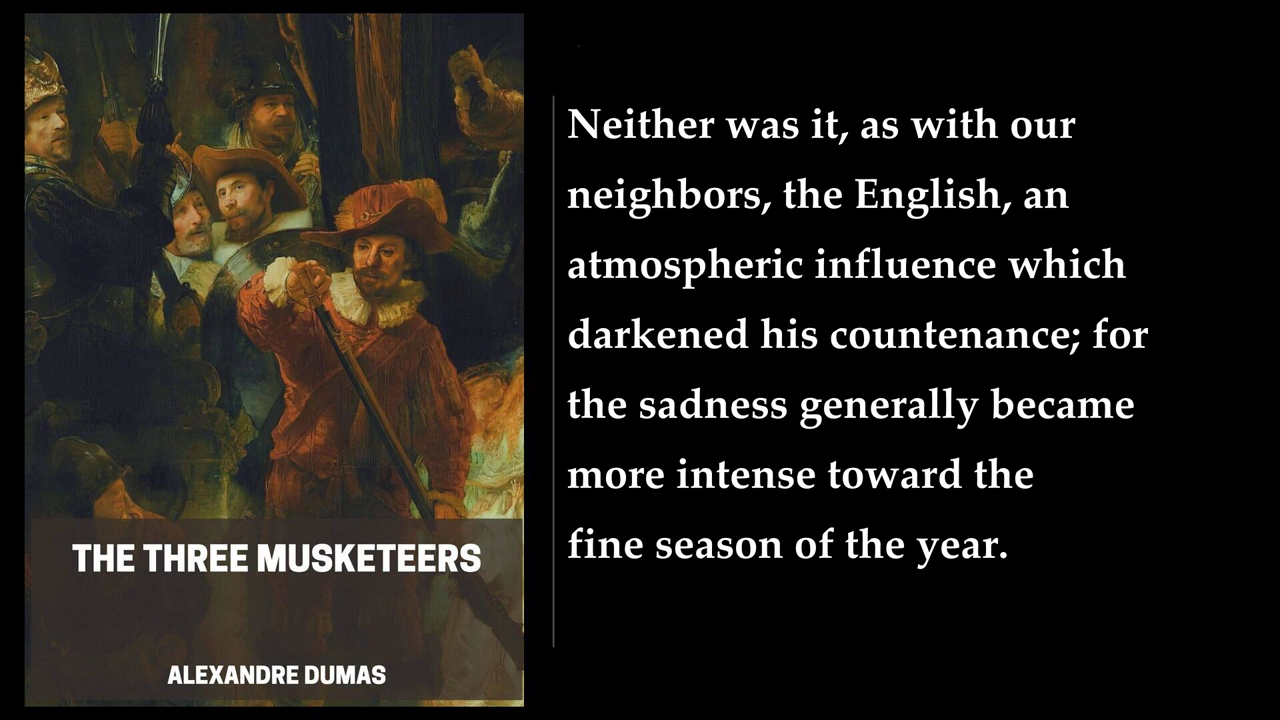 THE THREE MUSKETEERS
ALEXANDRE DUMAS
Neither was it, as with our
neighbors, the English, an
atmospheric influence which
darkened his countenance; for
the sadness generally became
more intense toward the
fine season of the year.